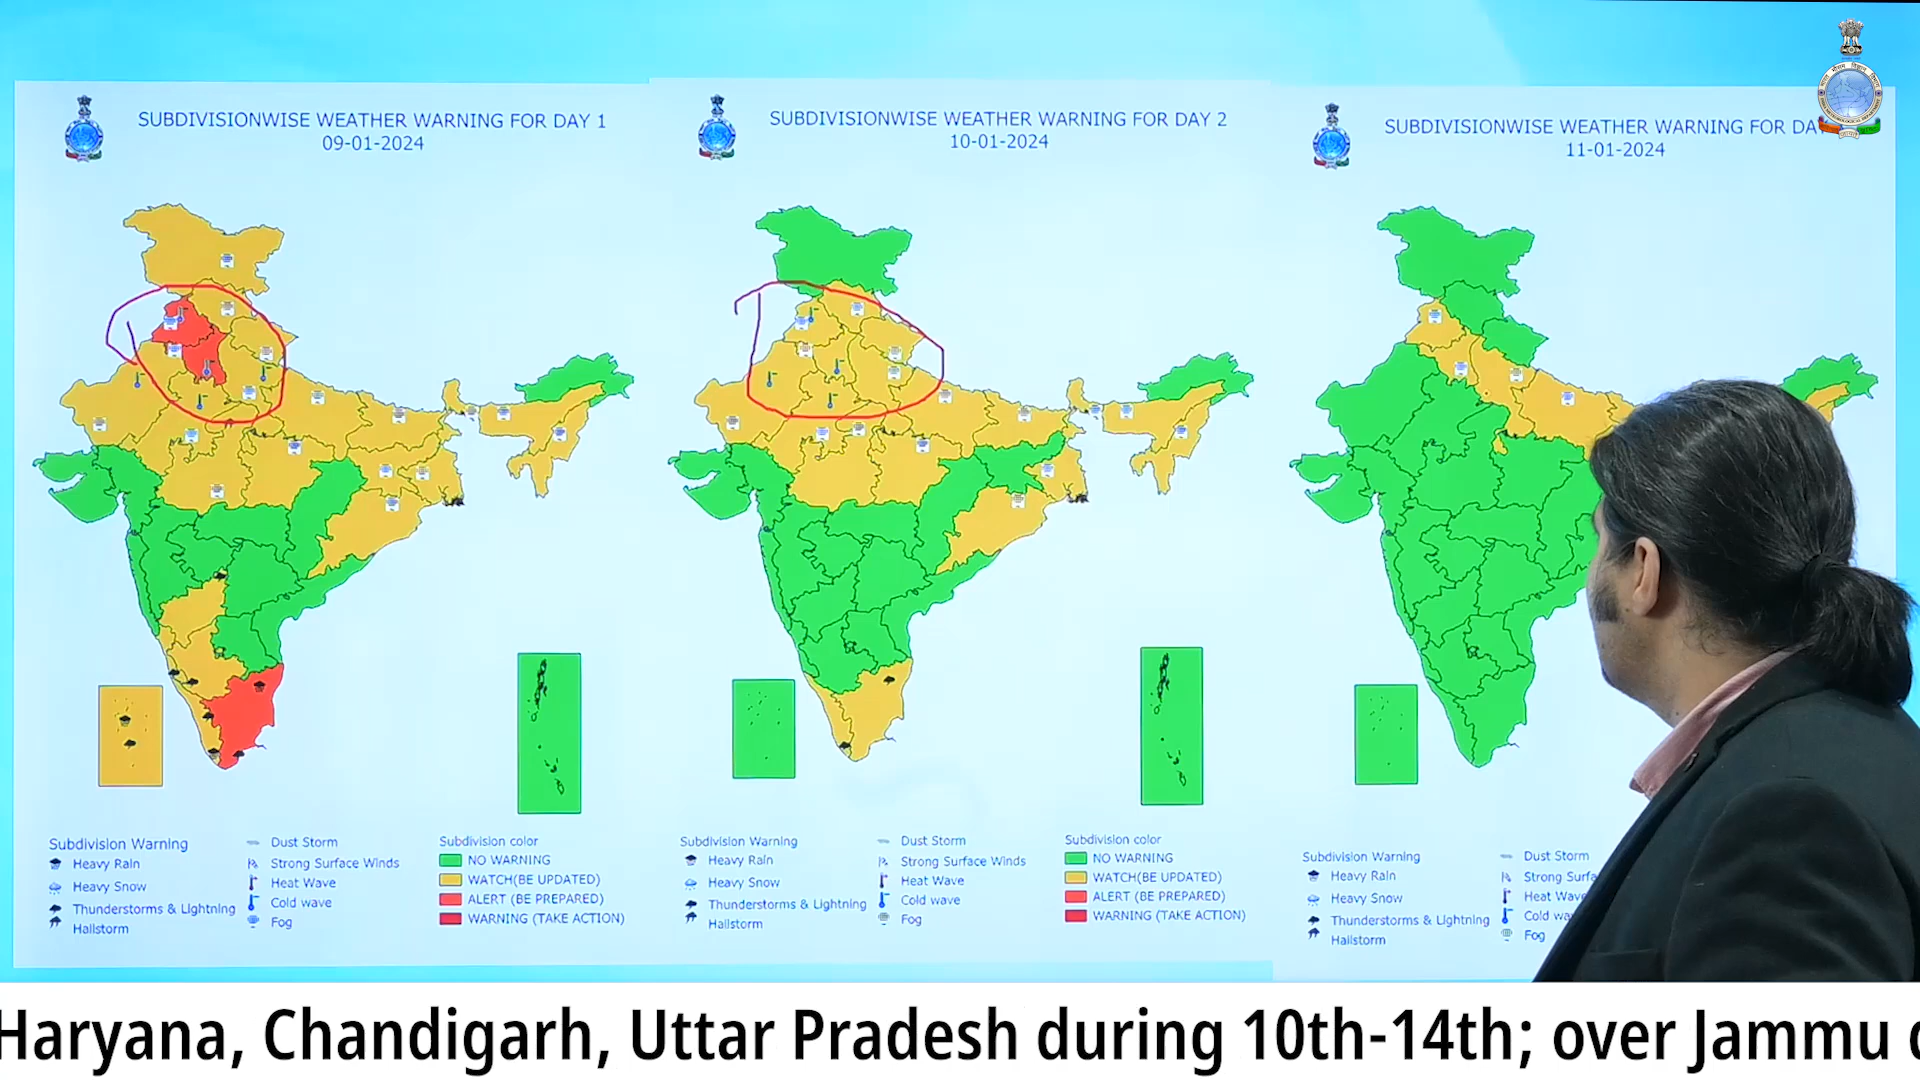 SUBDIVISIONWISE WEATHER WARNING FOR DAY 1
09-01-2024
SUBDIVISIONWISE WEATHER WARNING FOR DAY 2
10-01-2024
SUBDIVISIONWISE WEATHER WARNING FOR DA
11-01-2024
Subdivision Warning
Heavy Rain
Heavy Snow
Thunderstorms & Lightning
Hailstorm
Dust Storm
Strong Surface Winds
Heat Wave
Cold wave
Fog
Subdivision color
NO WARNING
WATCH(BE UPDATED)
ALERT (BE PREPARED)
WARNING (TAKE ACTION)
Subdivision Warning
Heavy Rain
Heavy Snow
Thunderstorms & Lightning
Hailstorm
Dust Storm
Strong Surface Winds
Heat Wave
Cold wave
Fog
Subdivision color
NO WARNING
WATCH(BE UPDATED)
ALERT (BE PREPARED)
WARNING (TAKE ACTION)
Subdivision Warning
Heavy Rain
Heavy Snow
Thunderstorms & Lightning
Hailstorm
Dust Storm
Strong Surfa
Heat Wave
Cold wa
Fog
Haryana, Chandigarh, Uttar Pradesh during 10th-14th; over Jammu